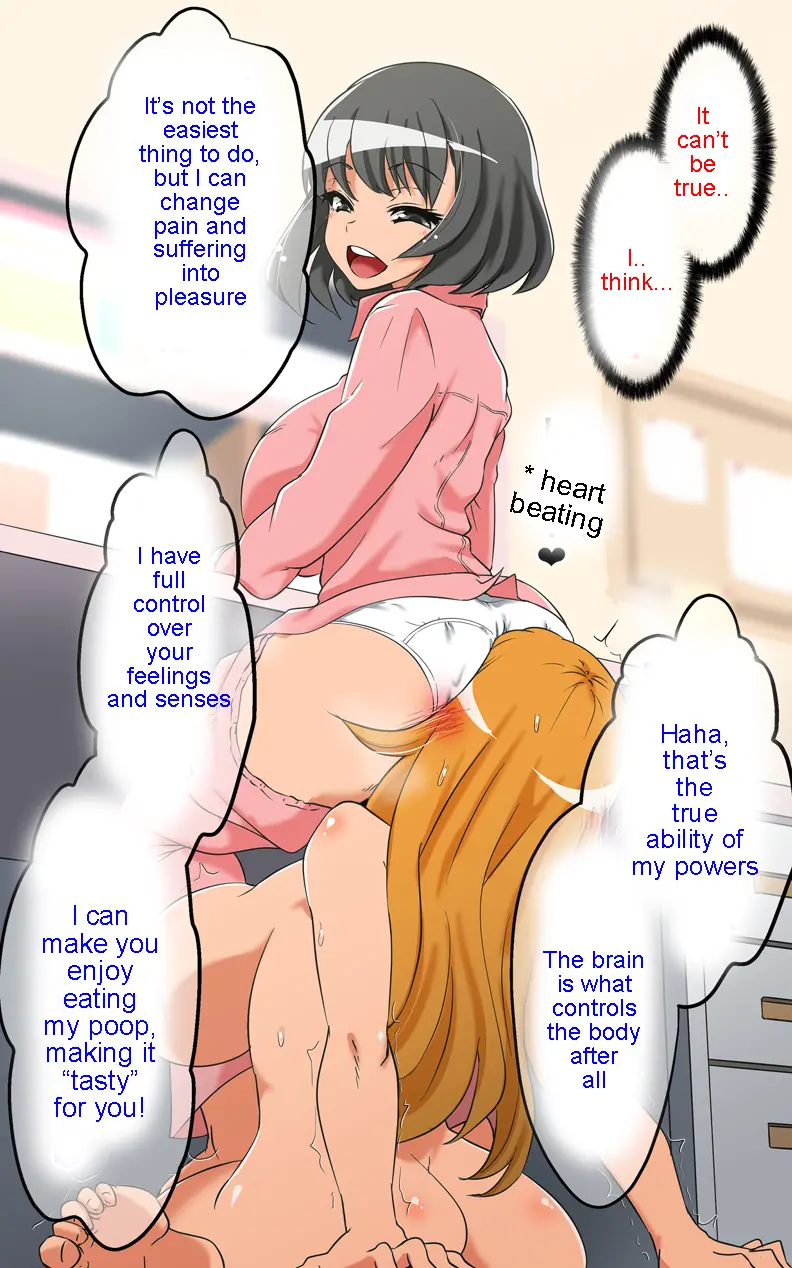 It's not the
easiest
thing to do,
but I can
change
pain and
suffering
into
pleasure
It
can't
be
true..
I..
think...
* heart
beating
I have
full
control
over
your
feelings
and senses
Haha,
that's
the
true
ability of
my powers
I can
make you
enjoy
eating
my poop,
making it
“tasty”
for you!
The brain
is what
controls
the body
after
all